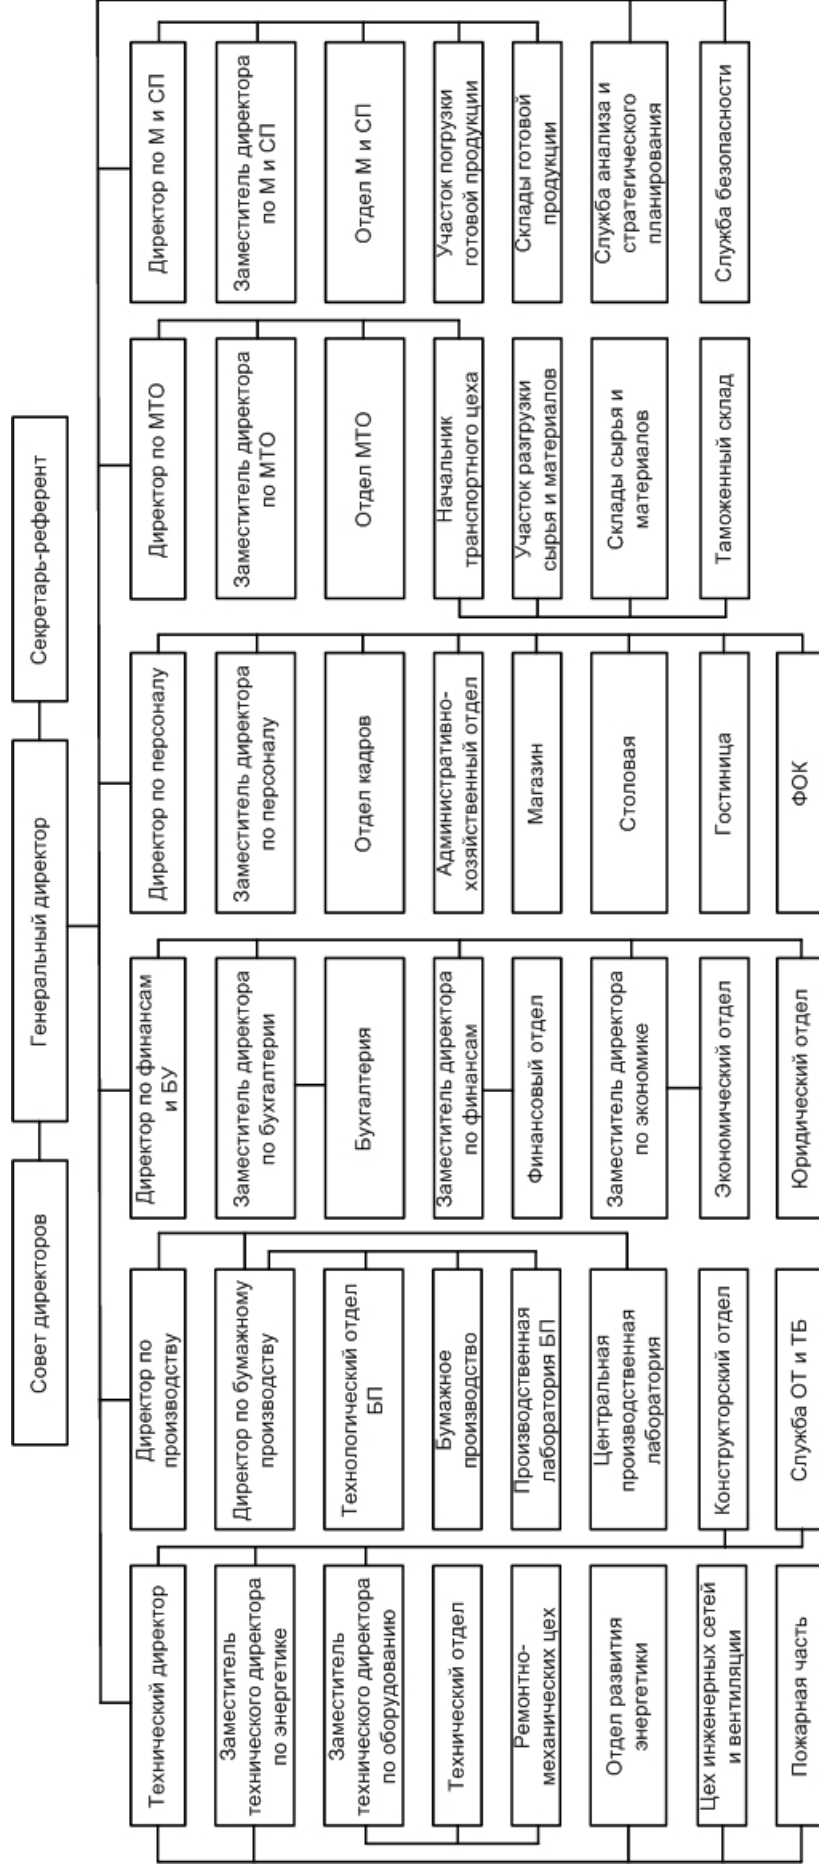 Совет директоров
Генеральный директор
Секретарь-референт
Технический директор
Заместитель
технического директора
по энергетике
Заместитель
технического директора
по оборудованию
Технический отдел
Ремонтно-
механических цех
Отдел развития
энергетики
Цех инженерных сетей
и вентиляции
Пожарная часть
Директор по
производству
Директор по бумажному
производству
Технологический отдел
БП
Бумажное
производство
Производственная
лаборатория БП
Центральная
производственная
лаборатория
Конструкторский отдел
Служба ОТ и ТБ
Директор по финансам
и БУ
Заместитель директора
по бухгалтерии
Бухгалтерия
Заместитель директора
по финансам
Финансовый отдел
Заместитель директора
по экономике
Экономический отдел
Юридический отдел
Директор по персоналу
Заместитель директора
по персоналу
Отдел кадров
Административно-
хозяйственный отдел
Магазин
Столовая
Гостиница
ФОК
Директор по МТО
Заместитель директора
по МТО
Отдел МТО
Начальник
транспортного цеха
Участок разгрузки
сырья и материалов
Склады сырья и
материалов
Таможенный склад
Директор по М и СП
Заместитель директора
по М и СП
Отдел М и СП
Участок погрузки
готовой продукции
Склады готовой
продукции
Служба анализа и
стратегического
планирования
Служба безопасности